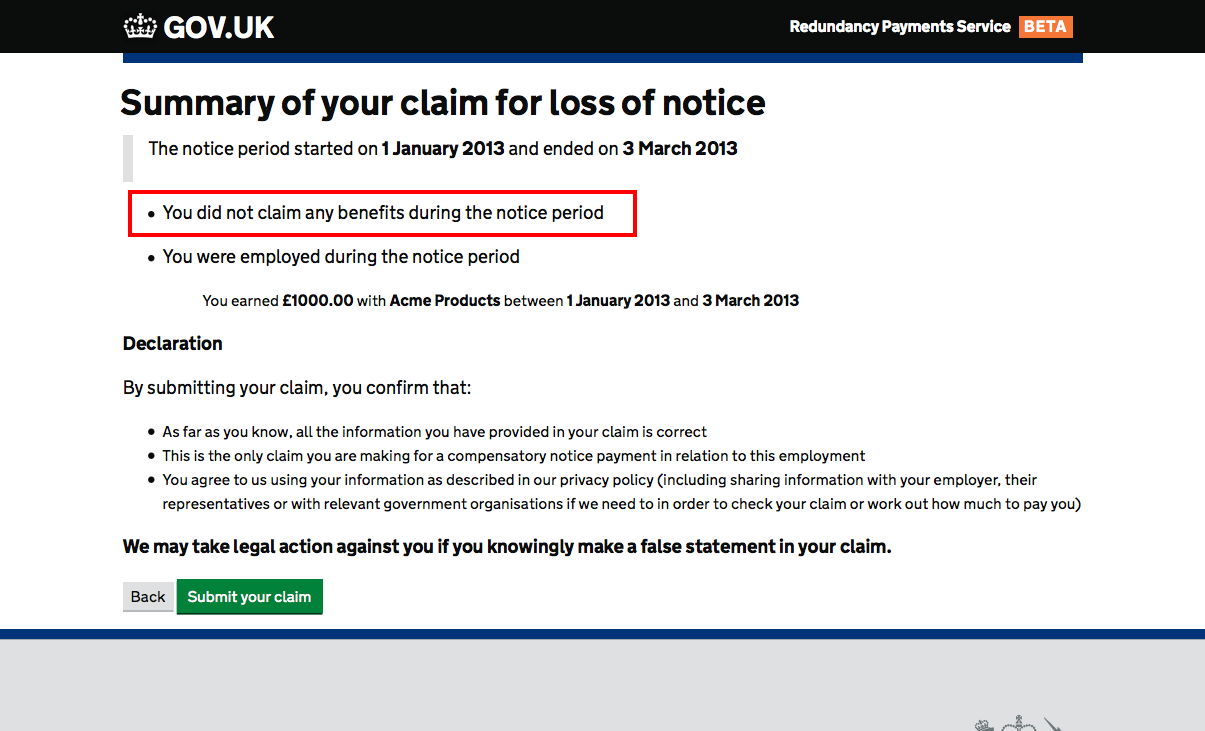 GOV.UK
Redundancy Payments Service BETA
Summary of your claim for loss of notice
The notice period started on 1 January 2013 and ended on 3 March 2013
• You did not claim any benefits during the notice period
• You were employed during the notice period
You earned £1000.00 with Acme Products between 1 January 2013 and 3 March 2013
Declaration
By submitting your claim, you confirm that:
• As far as you know, all the information you have provided in your claim is correct
• This is the only claim you are making for a compensatory notice payment in relation to this employment
• You agree to us using your information as described in our privacy policy (including sharing information with your employer, their
representatives or with relevant government organisations if we need to in order to check your claim or work out how much to pay you)
We may take legal action against you if you knowingly make a false statement in your claim.
Back
Submit your claim